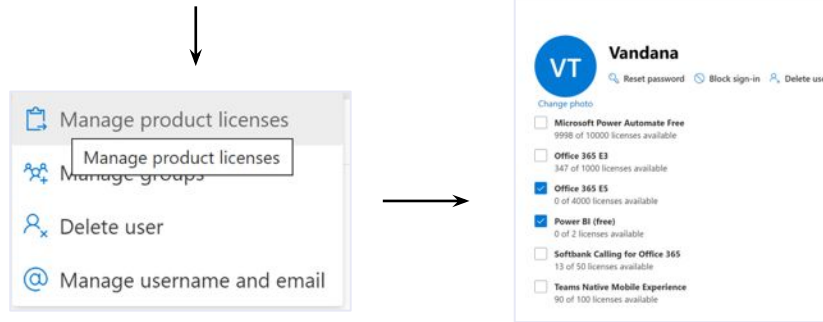 Manage product licenses
Manage product licenses
Manage groups
Delete user
Manage username and email
VT
Vandana
Reset password Block sign-in Delete use
Change photo
Microsoft Power Automate Free
9998 of 10000 licenses available
Office 365 E3
347 of 1000 licenses available
Office 365 E5
0 of 4000 licenses available
Power BI (free)
0 of 2 licenses available
Softbank Calling for Office 365
13 of 50 licenses available
Teams Native Mobile Experience
90 of 100 licenses available